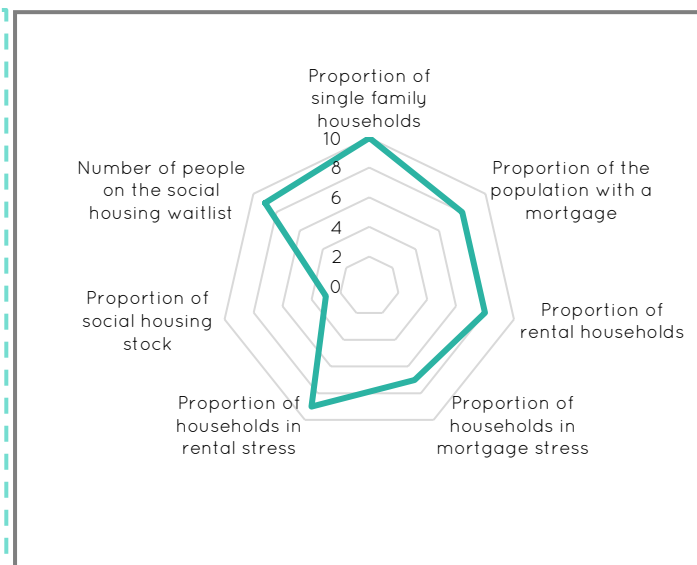 Proportion of
single family
households
Number of people
on the social
housing waitlist
Proportion of the
population with a
mortgage
10
8
6
4
2
0
Proportion of
social housing
stock
Proportion of
rental households
Proportion of
households in
rental stress
Proportion of
households in
mortgage stress